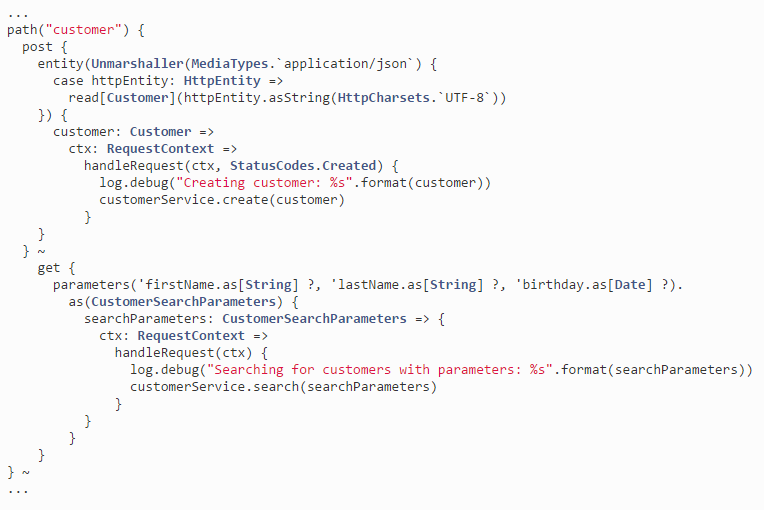 ...
path("customer") {
  post {
    entity(Unmarshaller(MediaTypes.`application/json`) {
      case httpEntity: HttpEntity =>
        read[Customer](httpEntity.asString(HttpCharsets.`UTF-8`))
    }) {
      customer: Customer =>
        ctx: RequestContext =>
          handleRequest(ctx, StatusCodes.Created) {
            log.debug("Creating customer: %s".format(customer))
            customerService.create(customer)
          }
    }
  } ~
    get {
      parameters('firstName.as[String] ?, 'lastName.as[String] ?, 'birthday.as[Date] ?).
        as(CustomerSearchParameters) {
          searchParameters: CustomerSearchParameters => {
            ctx: RequestContext =>
              handleRequest(ctx) {
                log.debug("Searching for customers with parameters: %s".format(searchParameters))
                customerService.search(searchParameters)
              }
          }
        }
    }
} ~
...